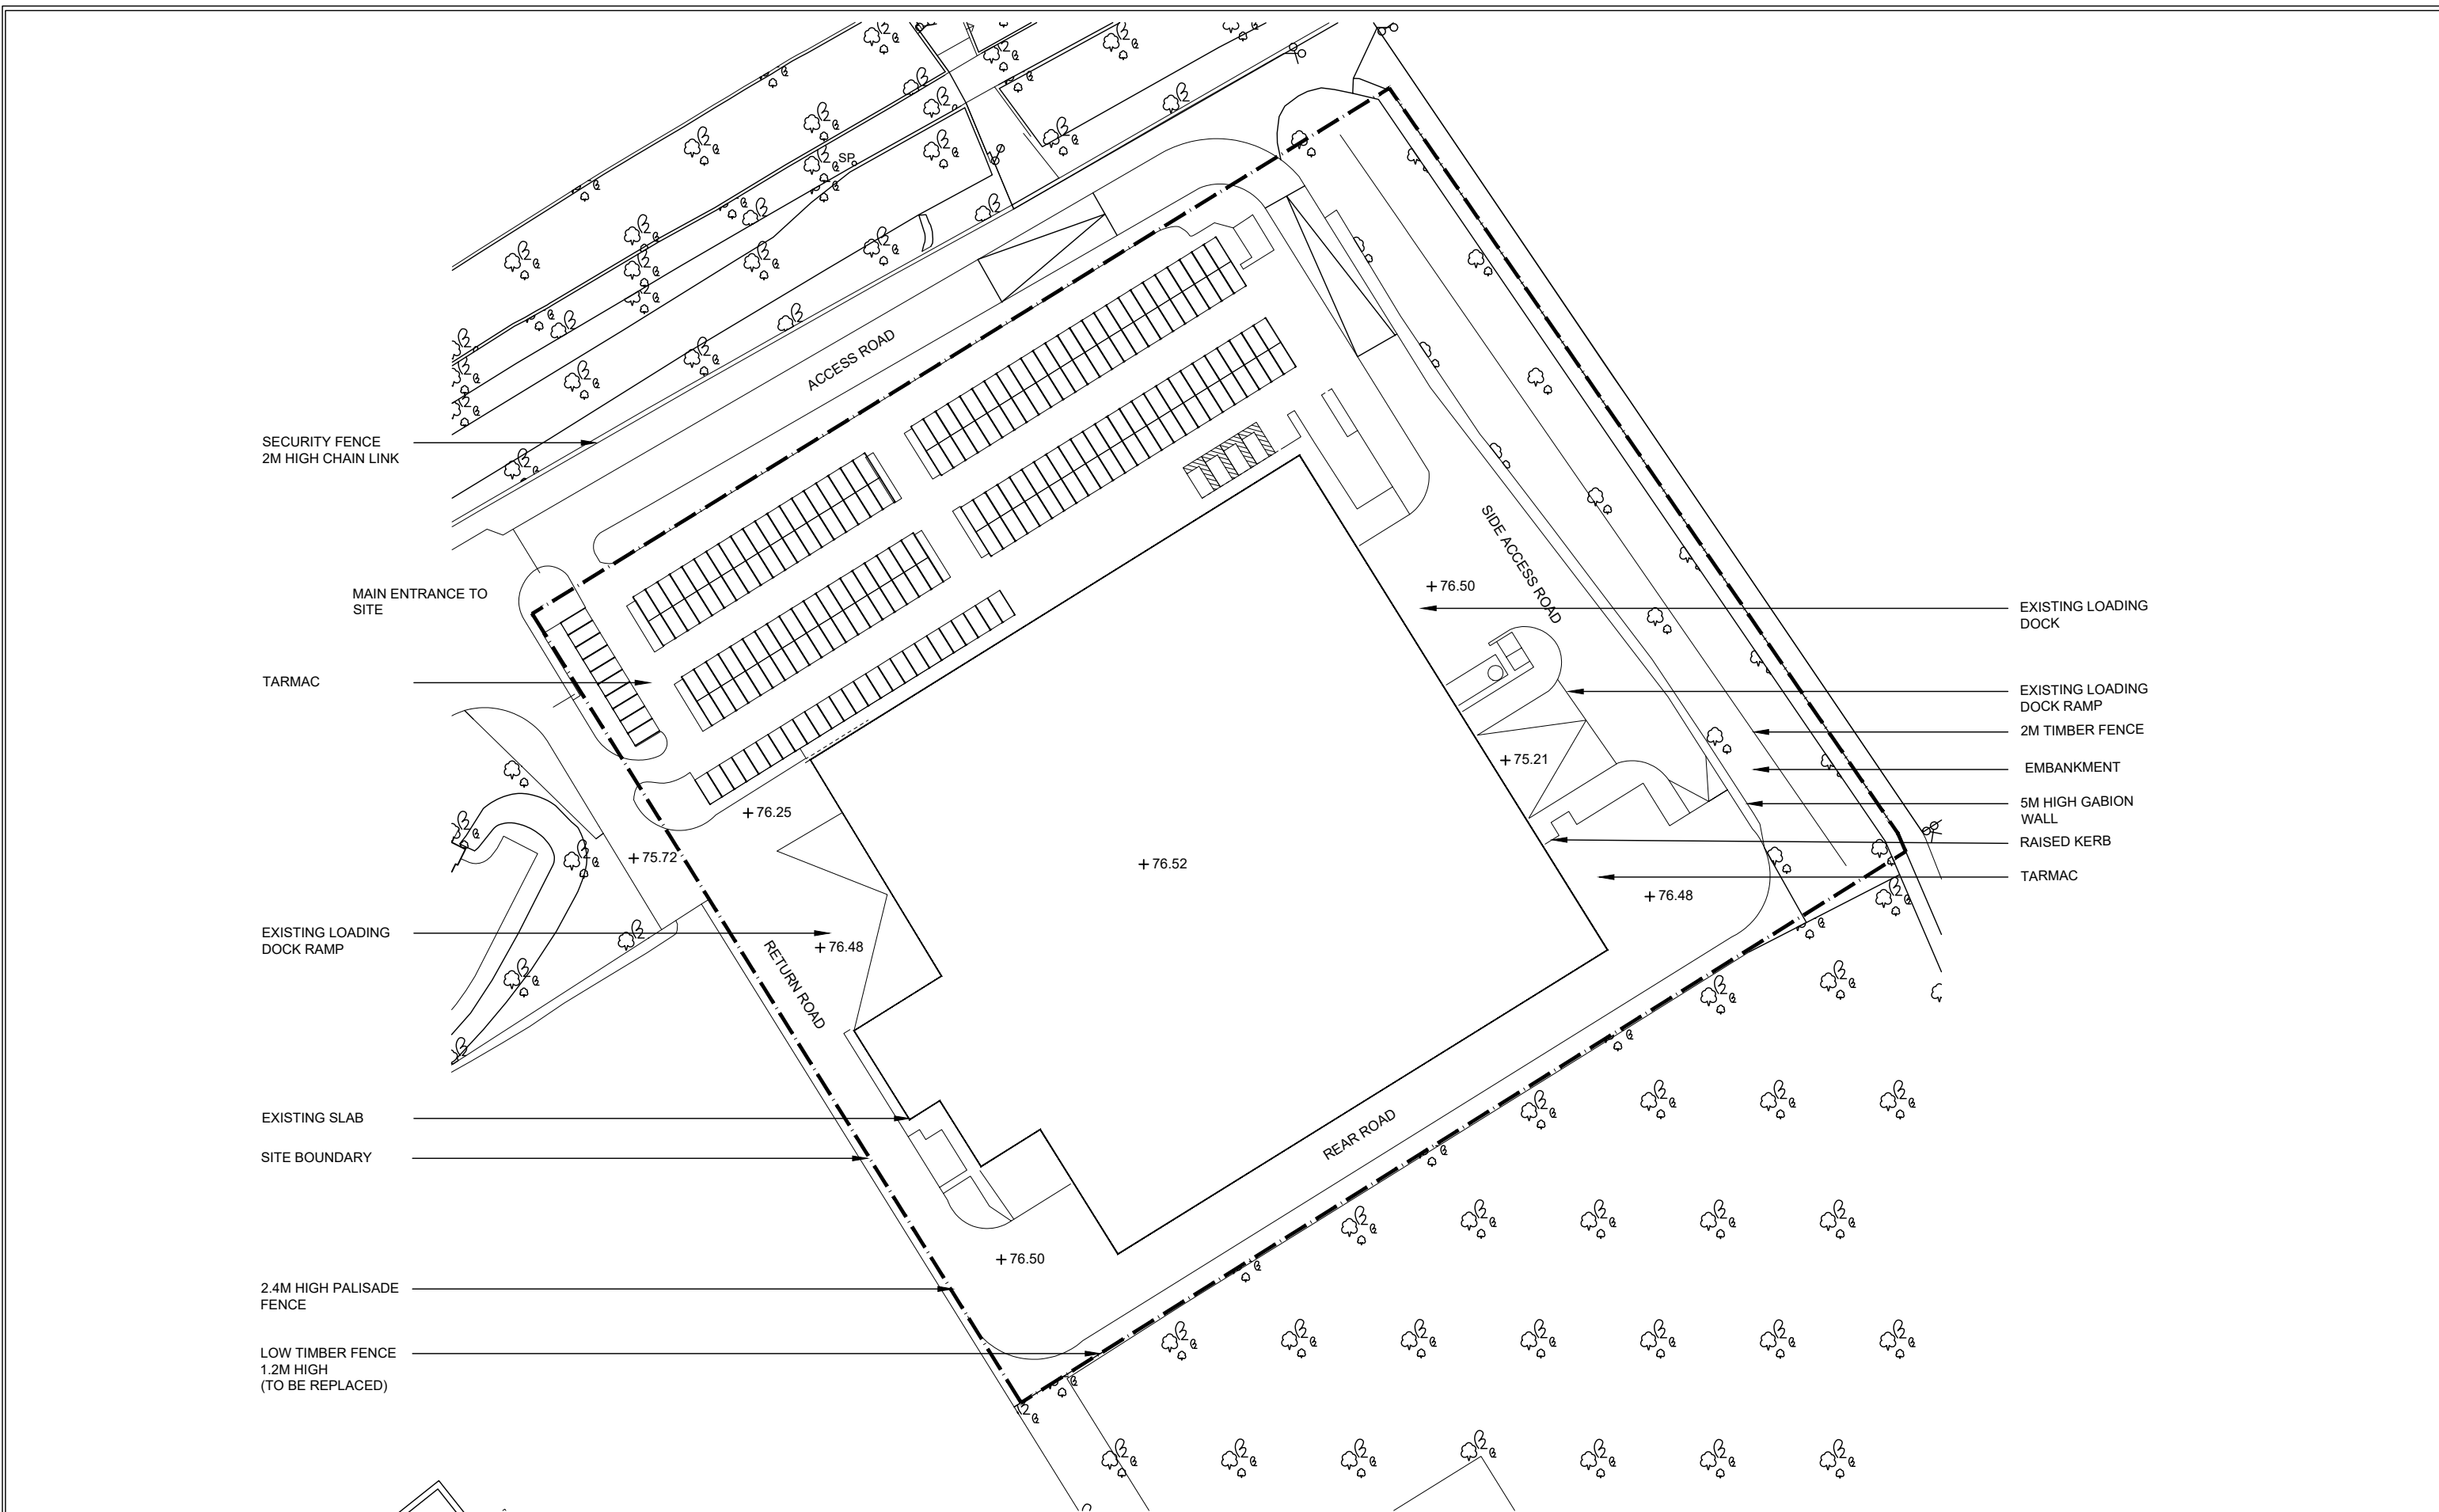 SP
ACCESS ROAD
SECURITY FENCE
2M HIGH CHAIN LINK
MAIN ENTRANCE TO
SITE
TARMAC
SIDE ACCESS ROAD
+76.50
EXISTING LOADING
DOCK
EXISTING LOADING
DOCK RAMP
2M TIMBER FENCE
+75.21
EMBANKMENT
5M HIGH GABION
WALL
+76.25
RAISED KERB
+75.72
+76.52
TARMAC
+76.48
EXISTING LOADING
DOCK RAMP
+76.48
RETURN ROAD
EXISTING SLAB
REAR ROAD
SITE BOUNDARY
+76.50
2.4M HIGH PALISADE
FENCE
LOW TIMBER FENCE
1.2M HIGH
(TO BE REPLACED)